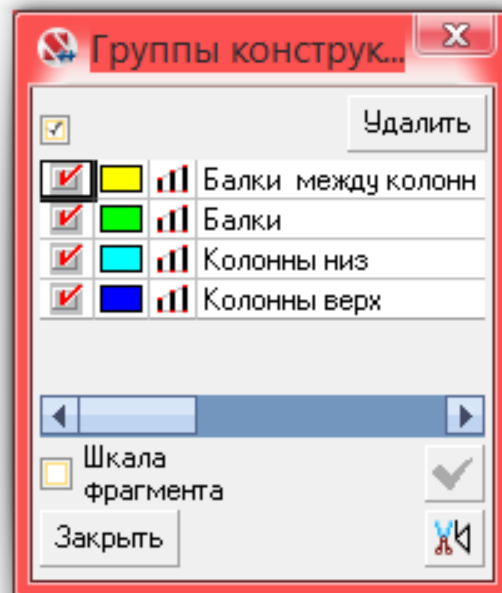 Группы конструк...
Удалить
Балки между колонн
Балки
Колонны низ
Колонны верх
Шкала
фрагмента
Закрыть